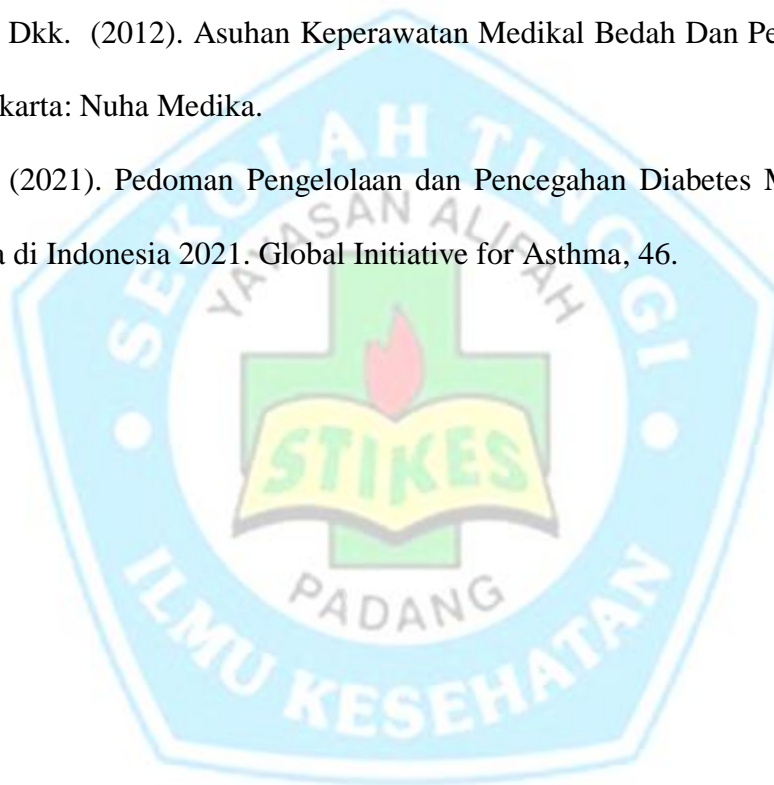 Dkk. (2012). Asuhan Keperawatan Medikal Bedah Dan Pe
karta: Nuha Medika.
(2021). Pedoman Pengelolaan dan Pencegahan Diabetes M
a di Indonesia 2021. Global Initiative for Asthma, 46.
SEKOLAH TINGGI
YAYASAN ALIFAH
STIKES
PADANG
ILMU KESEHATAN